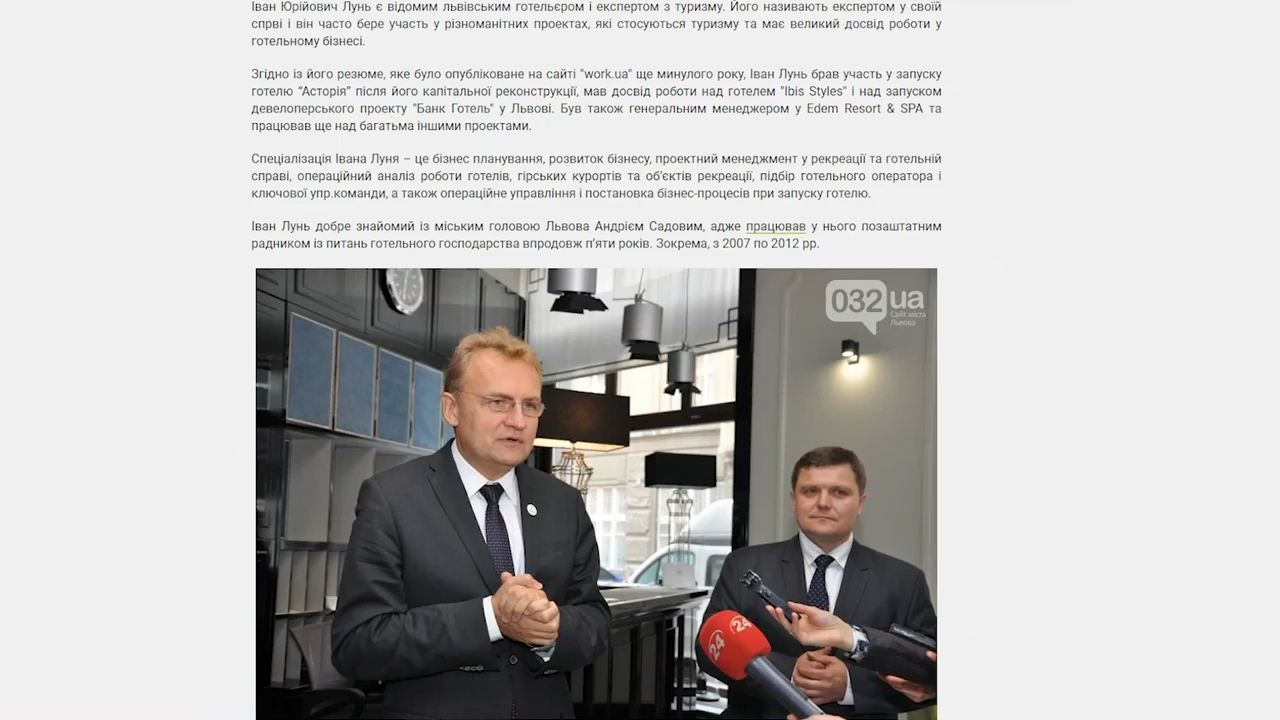 Іван Юрійович Лунь є відомим львівським готельєром і експертом з туризму. Його називають експертом у своїй
спрві і він часто бере участь у різноманітних проектах, які стосуються туризму та має великий досвід роботи у
готельному бізнесі.
Згідно із його резюме, яке було опубліковане на сайті "work.ua" ще минулого року, Іван Лунь брав участь у запуску
готелю “Асторія” після його капітальної реконструкції, мав досвід роботи над готелем "Ibis Styles" і над запуском
девелоперського проекту "Банк Готель" у Львові. Був також генеральним менеджером у Edem Resort & SPA та
працював ще над багатьма іншими проектами.
Спеціалізація Івана Луня – це бізнес планування, розвиток бізнесу, проектний менеджмент у рекреації та готельній
справі, операційний аналіз роботи готелів, гірських курортів та об'єктів рекреації, підбір готельного оператора і
ключової упр.команди, а також операційне управління і постановка бізнес-процесів при запуску готелю.
Іван Лунь добре знайомий із міським головою Львова Андрієм Садовим, адже працював у нього позаштатним
радником із питань готельного господарства впродовж п'яти років. Зокрема, з 2007 по 2012 рр.
032 ua
Сайт міста
Львова
24
24